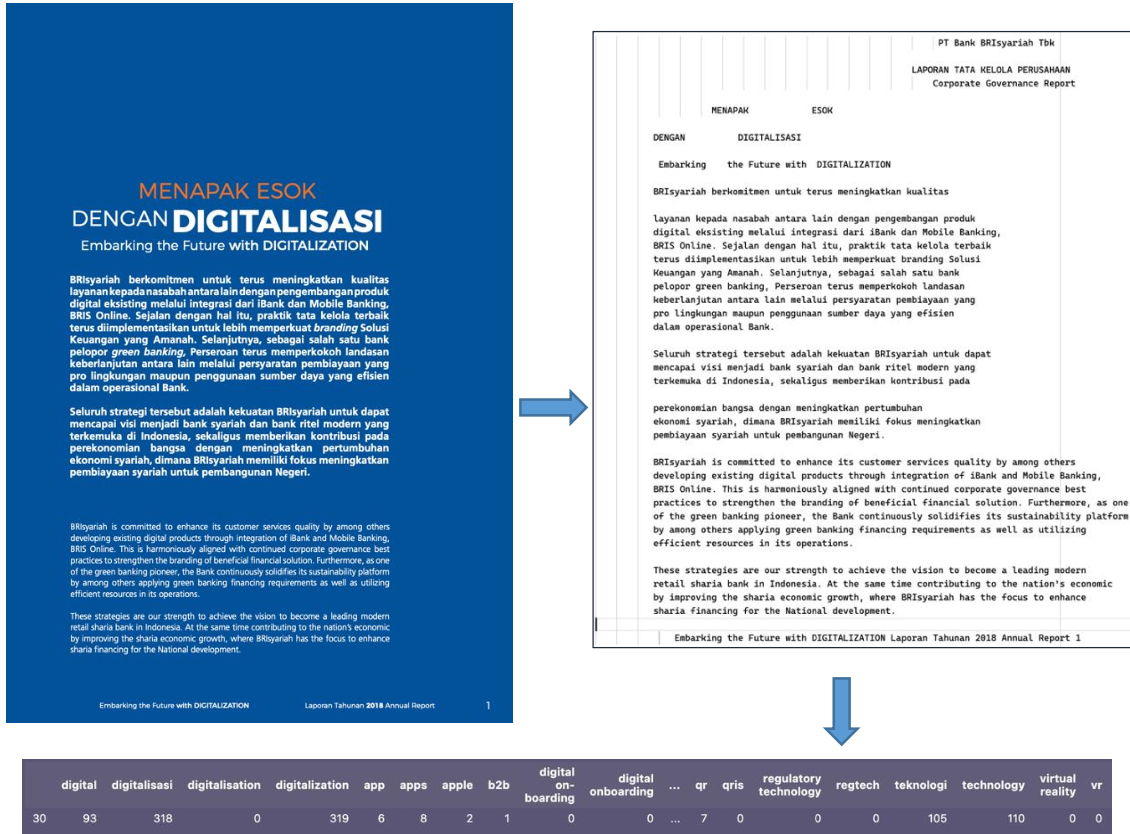 MENAPAK ESOK
DENGAN DIGITALISASI
Embarking the Future with DIGITALIZATION
BRIsyariah berkomitmen untuk terus meningkatkan kualitas
layanan kepada nasabah antara lain dengan pengembangan produk
digital eksisting melalui integrasi dari iBank dan Mobile Banking,
BRIS Online. Sejalan dengan hal itu, praktik tata kelola terbaik
terus diimplementasikan untuk lebih memperkuat branding Solusi
Keuangan yang Amanah. Selanjutnya, sebagai salah satu bank
pelopor green banking, Perseroan terus memperkokoh landasan
keberlanjutan antara lain melalui persyaratan pembiayaan yang
pro lingkungan maupun penggunaan sumber daya yang efisien
dalam operasional Bank.
Seluruh strategi tersebut adalah kekuatan BRIsyariah untuk dapat
mencapai visi menjadi bank syariah dan bank ritel modern yang
terkemuka di Indonesia, sekaligus memberikan kontribusi pada
perekonomian bangsa dengan meningkatkan pertumbuhan
ekonomi syariah, dimana BRIsyariah memiliki fokus meningkatkan
pembiayaan syariah untuk pembangunan Negeri.
BRIsyariah is committed to enhance its customer services quality by among others
developing existing digital products through integration of iBank and Mobile Banking,
BRIS Online. This is harmoniously aligned with continued corporate governance best
practices to strengthen the branding of beneficial financial solution. Furthermore, as one
of the green banking pioneer, the Bank continuously solidifies its sustainability platform
by among others applying green banking financing requirements as well as utilizing
efficient resources in its operations.
These strategies are our strength to achieve the vision to become a leading modern
retail sharia bank in Indonesia. At the same time contributing to the nation's economic
by improving the sharia economic growth, where BRIsyariah has the focus to enhance
sharia financing for the National development.
Embarking the Future with DIGITALIZATION Laporan Tahunan 2018 Annual Report 1
PT Bank BRIsyariah Tbk
LAPORAN TATA KELOLA PERUSAHAAN
Corporate Governance Report
MENAPAK ESOK
DENGAN DIGITALISASI
Embarking the Future with DIGITALIZATION
BRIsyariah berkomitmen untuk terus meningkatkan kualitas
layanan kepada nasabah antara lain dengan pengembangan produk
digital eksisting melalui integrasi dari iBank dan Mobile Banking,
BRIS Online. Sejalan dengan hal itu, praktik tata kelola terbaik
terus diimplementasikan untuk lebih memperkuat branding Solusi
Keuangan yang Amanah. Selanjutnya, sebagai salah satu bank
pelopor green banking, Perseroan terus memperkokoh landasan
keberlanjutan antara lain melalui persyaratan pembiayaan yang
pro lingkungan maupun penggunaan sumber daya yang efisien
dalam operasional Bank.
Seluruh strategi tersebut adalah kekuatan BRIsyariah untuk dapat
mencapai visi menjadi bank syariah dan bank ritel modern yang
terkemuka di Indonesia, sekaligus memberikan kontribusi pada
perekonomian bangsa dengan meningkatkan pertumbuhan
ekonomi syariah, dimana BRIsyariah memiliki fokus meningkatkan
pembiayaan syariah untuk pembangunan Negeri.
BRIsyariah is committed to enhance its customer services quality by among others
developing existing digital products through integration of iBank and Mobile Banking,
BRIS Online. This is harmoniously aligned with continued corporate governance best
practices to strengthen the branding of beneficial financial solution. Furthermore, as one
of the green banking pioneer, the Bank continuously solidifies its sustainability platform
by among others applying green banking financing requirements as well as utilizing
efficient resources in its operations.
These strategies are our strength to achieve the vision to become a leading modern
retail sharia bank in Indonesia. At the same time contributing to the nation's economic
by improving the sharia economic growth, where BRIsyariah has the focus to enhance
sharia financing for the National development.
Embarking the Future with DIGITALIZATION Laporan Tahunan 2018 Annual Report 1
digital digitalisasi digitalisation digitalization app apps apple b2b digital on-boarding digital onboarding ... qr qris regulatory technology regtech teknologi technology virtual reality vr
30 93 318 0 319 6 8 2 1 0 0 ... 7 0 0 0 105 110 0 0